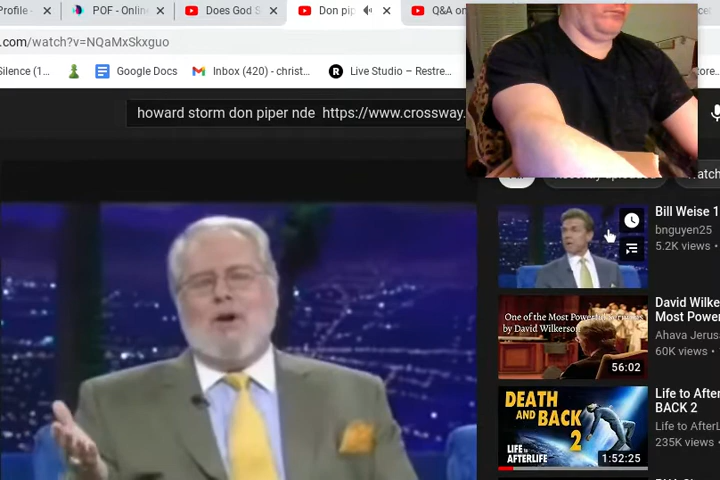 Profile -
POF - Onlin
Does God S
Don pip
Q&A on
.com/watch?v=NQaMxSkxguo
Silence (1...
Google Docs
Inbox (420) - christ...
Live Studio – Restre...
howard storm don piper nde https://www.crossway.
Bill Weise 1
bnguyen25
5.2K views •
One of the Most Powerful
by David Wilkerson
56:02
David Wilke
Most Power
Ahava Jerus
60K views •
DEATH
AND BACK
2
LIFE to
AFTERLIFE
1:52:25
Life to After
BACK 2
Life to AfterL
235K views •